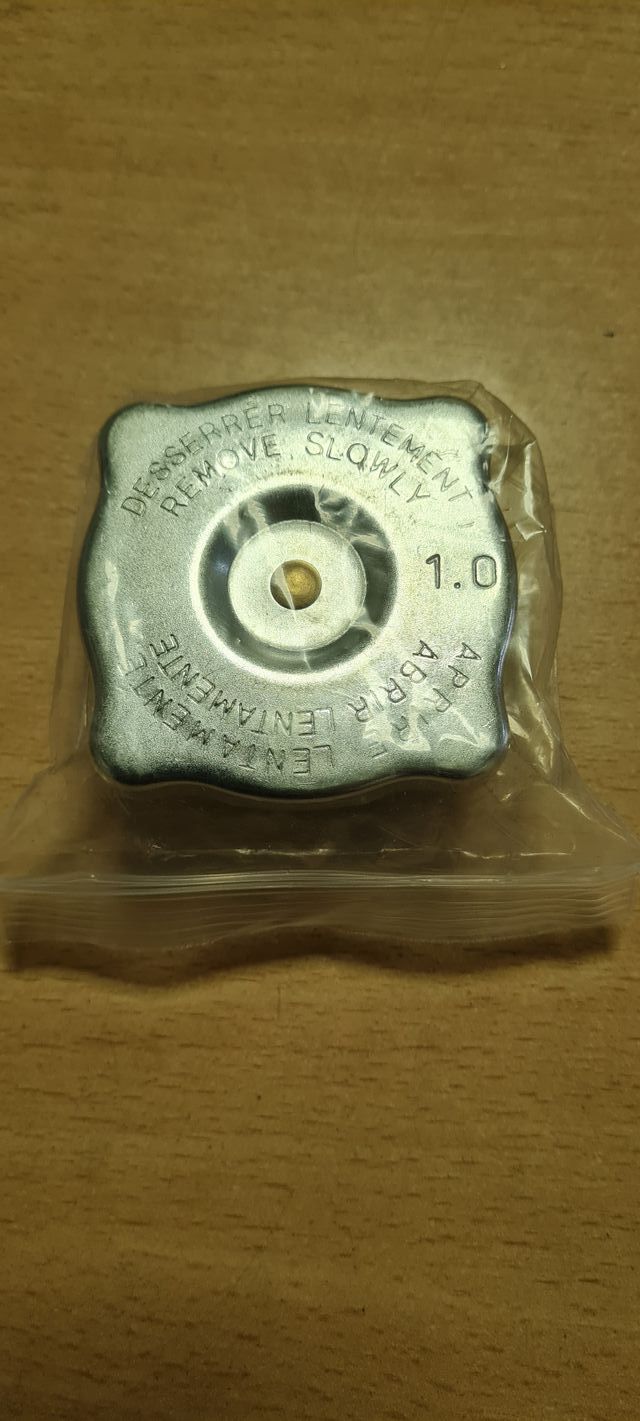 DESSERRER LENTEMENT
REMOVE SLOWLY
1.0
ABRIR LENTAMENTE
LENTAMENTE